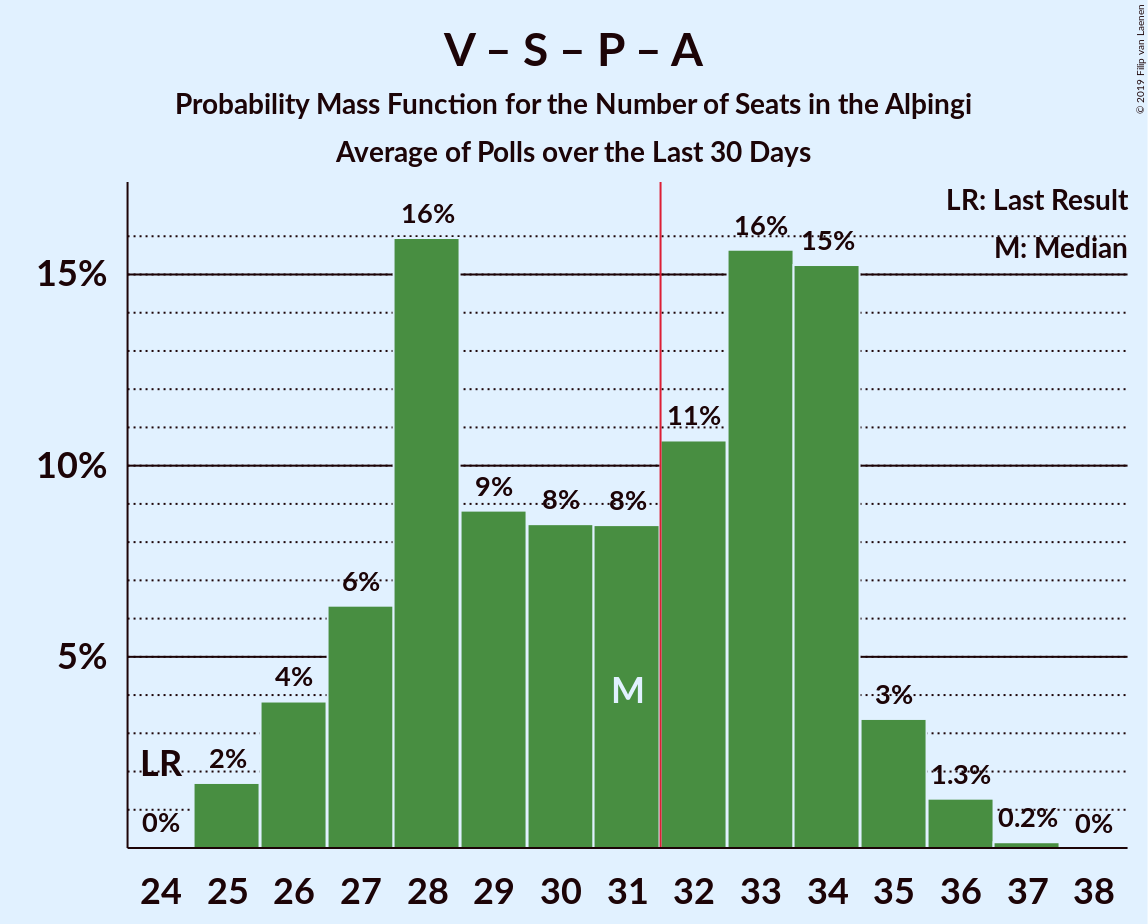 V – S – P – A
Probability Mass Function for the Number of Seats in the Alþingi
Average of Polls over the Last 30 Days
© 2019 Filip van Laenen
LR: Last Result
M: Median
15%
10%
5%
LR
0%
2%
4%
6%
16%
9%
8%
8%
M
11%
16%
15%
3%
1.3%
0.2%
0%
24 25 26 27 28 29 30 31 32 33 34 35 36 37 38